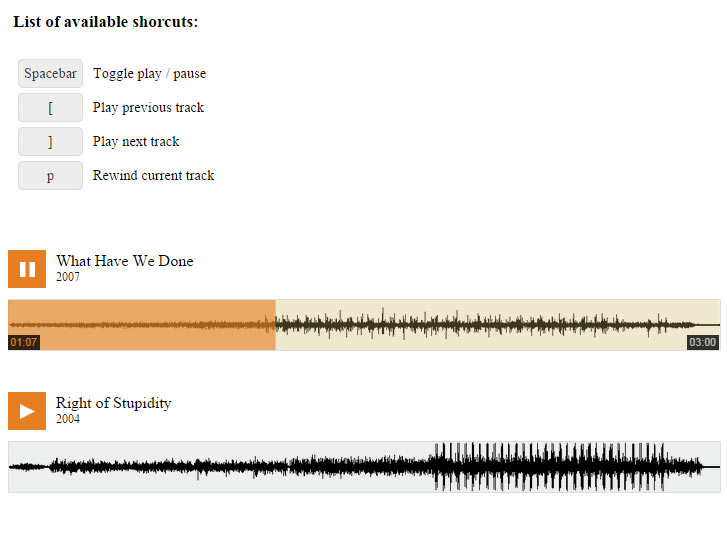 List of available shorcuts:
Spacebar Toggle play / pause
[ Play previous track
] Play next track
p Rewind current track
What Have We Done
2007
01:07 03:00
Right of Stupidity
2004